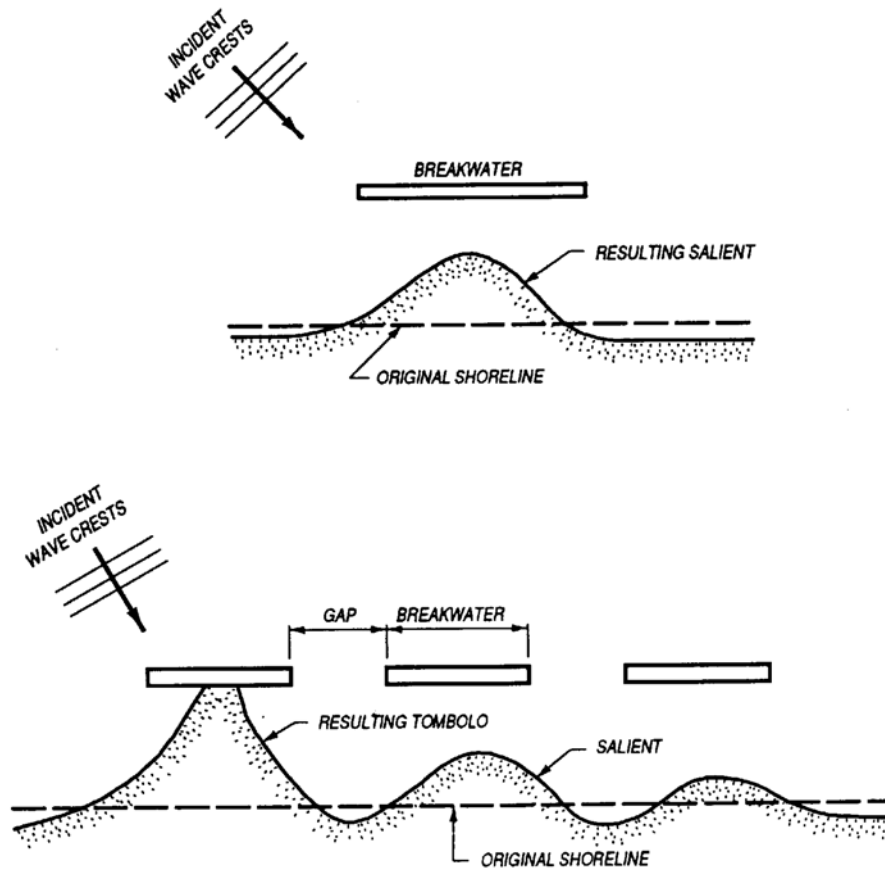 INCIDENT
WAVE CRESTS
BREAKWATER
RESULTING SALIENT
ORIGINAL SHORELINE
INCIDENT
WAVE CRESTS
GAP
BREAKWATER
RESULTING TOMBOLO
SALIENT
ORIGINAL SHORELINE